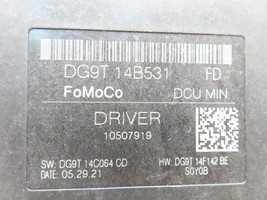 DG9T 14B531 FD
FoMoCo DCU MIN
DRIVER
10507919
SW: DG9T 14C064 CD HW: DG9T 14F142 BE
DATE: 05.29.21 S0Y0B